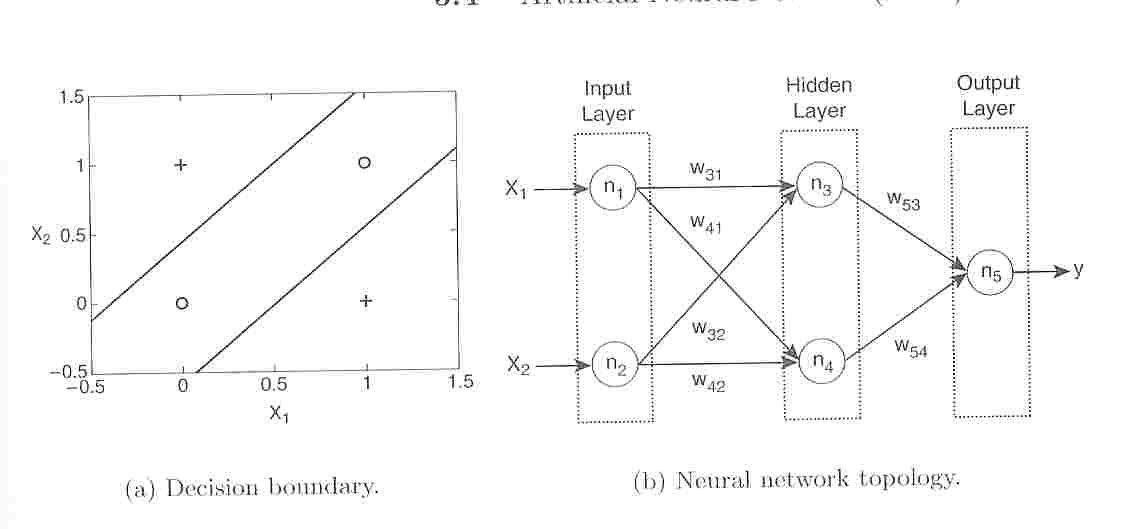 1.5
1
X2 0.5
0
−0.5
−0.5 0 0.5 1 1.5
X1
(a) Decision boundary.
Input Layer
Hidden Layer
Output Layer
X1
n1
w31
n3
w53
w41
n5
y
w32
X2
n2
w42
n4
w54
(b) Neural network topology.